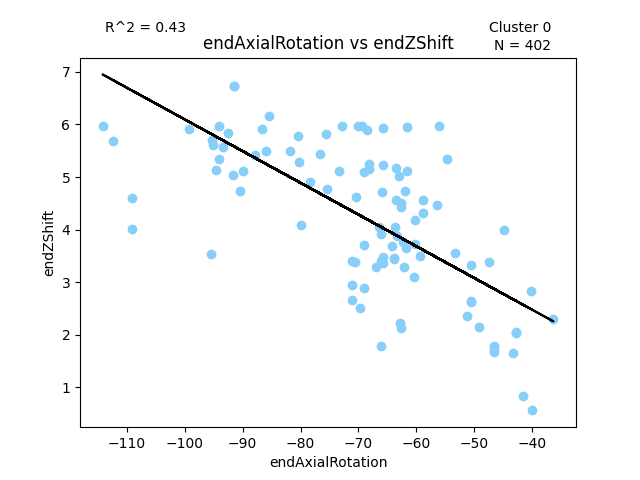 R^2 = 0.43
Cluster 0
endAxialRotation vs endZShift
N = 402
7
6
5
4
3
2
1
endZShift
−110
−100
−90
−80
−70
−60
−50
−40
endAxialRotation